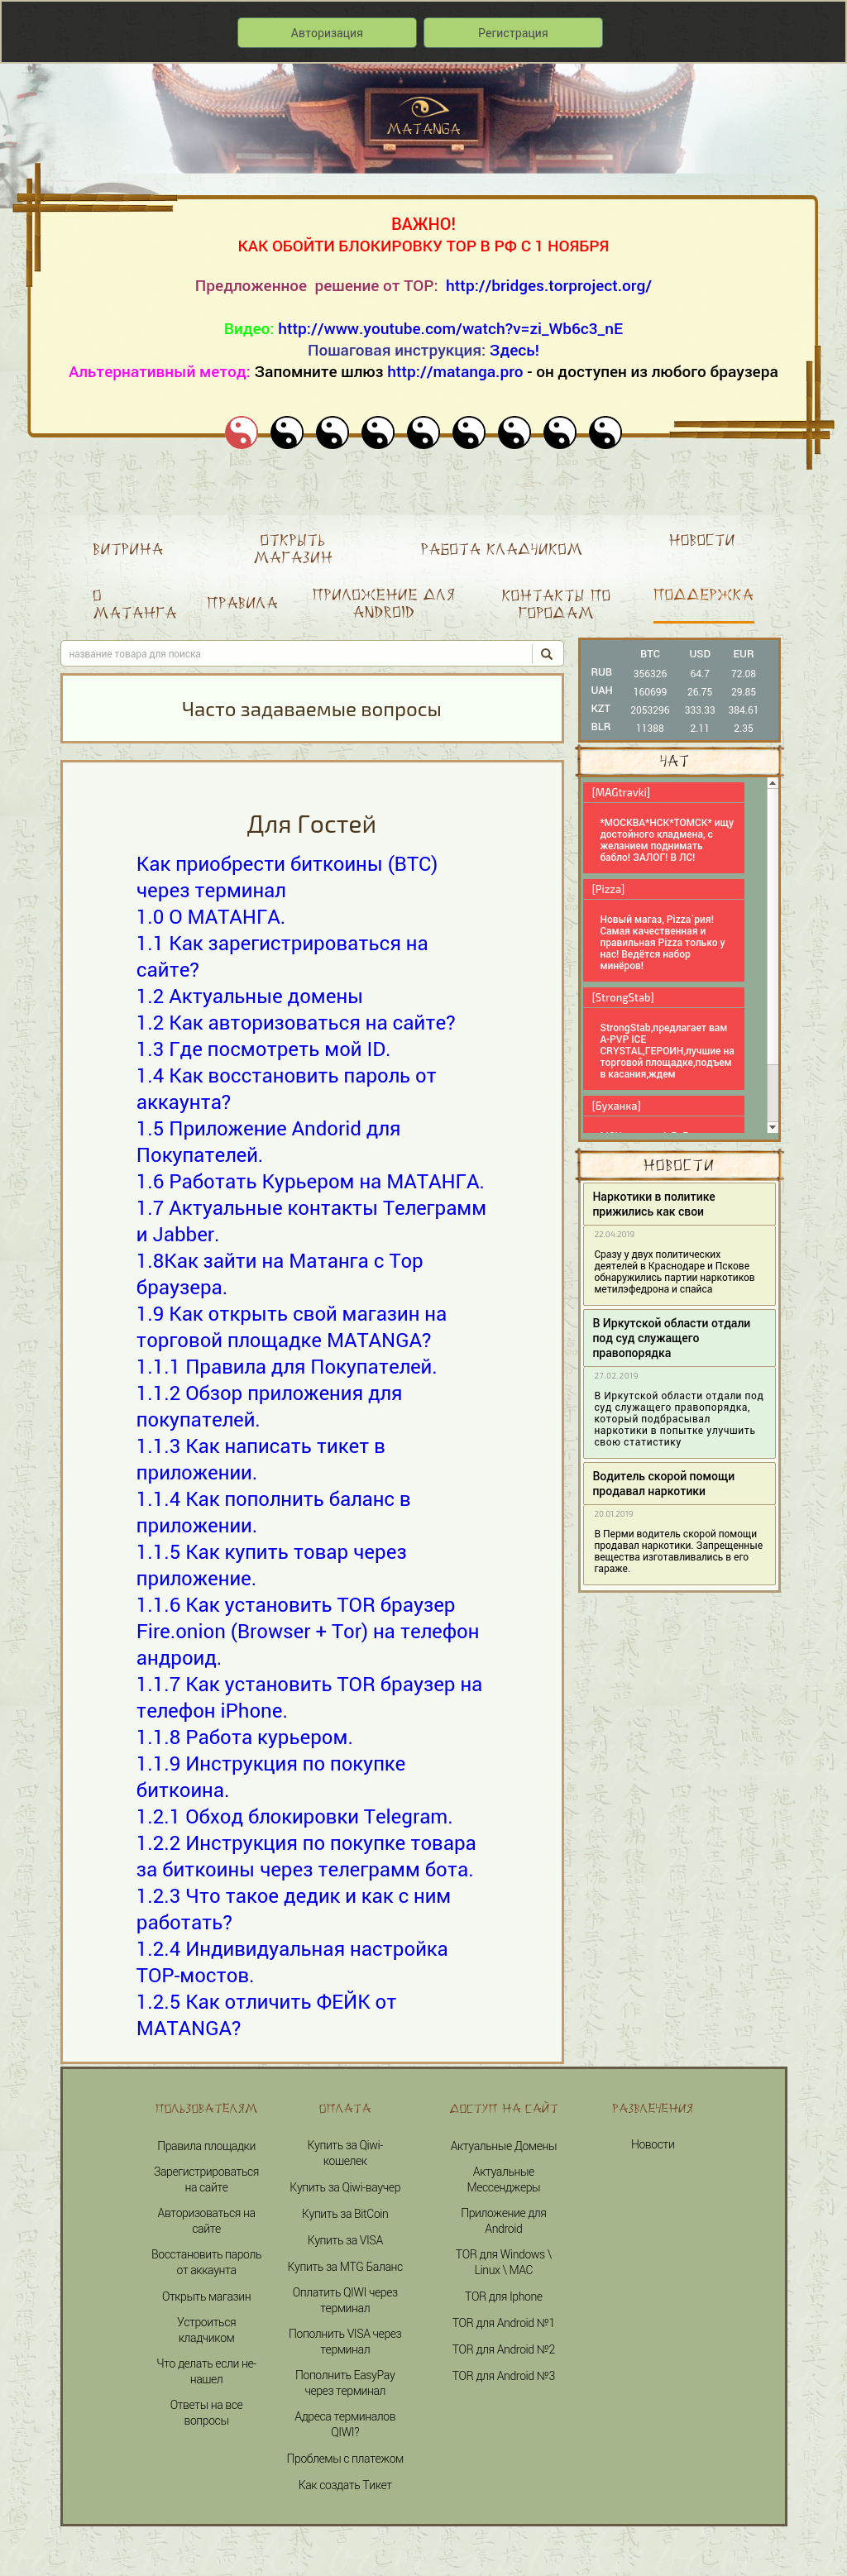 Авторизация
Регистрация
MATANGA
ВАЖНО!
КАК ОБОЙТИ БЛОКИРОВКУ ТОР В РФ С 1 НОЯБРЯ
Предложенное решение от ТОР: http://bridges.torproject.org/
Видео: http://www.youtube.com/watch?v=zi_Wb6c3_nE
Пошаговая инструкция: Здесь!
Альтернативный метод: Запомните шлюз http://matanga.pro - он доступен из любого браузера
ВИТРИНА
ОТКРЫТЬ
МАГАЗИН
РАБОТА КЛАДЧИКОМ
НОВОСТИ
О
МАТАНГА
ПРАВИЛА
ПРИЛОЖЕНИЕ ДЛЯ
ANDROID
КОНТАКТЫ ПО
ГОРОДАМ
ПОДДЕРЖКА
название товара для поиска
Часто задаваемые вопросы
Для Гостей
Как приобрести биткоины (BTC)
через терминал
1.0 О МАТАНГА.
1.1 Как зарегистрироваться на
сайте?
1.2 Актуальные домены
1.2 Как авторизоваться на сайте?
1.3 Где посмотреть мой ID.
1.4 Как восстановить пароль от
аккаунта?
1.5 Приложение Andorid для
Покупателей.
1.6 Работать Курьером на МАТАНГА.
1.7 Актуальные контакты Телеграмм
и Jabber.
1.8Как зайти на Матанга с Тор
браузера.
1.9 Как открыть свой магазин на
торговой площадке MATANGA?
1.1.1 Правила для Покупателей.
1.1.2 Обзор приложения для
покупателей.
1.1.3 Как написать тикет в
приложении.
1.1.4 Как пополнить баланс в
приложении.
1.1.5 Как купить товар через
приложение.
1.1.6 Как установить TOR браузер
Fire.onion (Browser + Tor) на телефон
андроид.
1.1.7 Как установить TOR браузер на
телефон iPhone.
1.1.8 Работа курьером.
1.1.9 Инструкция по покупке
биткоина.
1.2.1 Обход блокировки Telegram.
1.2.2 Инструкция по покупке товара
за биткоины через телеграмм бота.
1.2.3 Что такое дедик и как с ним
работать?
1.2.4 Индивидуальная настройка
ТОР-мостов.
1.2.5 Как отличить ФЕЙК от
MATANGA?
BTC USD EUR
RUB 356326 64.7 72.08
UAH 160699 26.75 29.85
KZT 2053296 333.33 384.61
BLR 11388 2.11 2.35
ЧАТ
[MAGtravki]
*МОСКВА*НСК*ТОМСК* ищу
достойного кладмена, с
желанием поднимать
бабло! ЗАЛОГ! В ЛС!
[Pizza]
Новый магаз, Pizza`рия!
Самая качественная и
правильная Pizza только у
нас! Ведётся набор
минёров!
[StrongStab]
StrongStab,предлагает вам
A-PVP ICE
CRYSTAL,ГЕРОИН,лучшие на
торговой площадке,подъем
в касания,ждем
[Буханка]
НОВОСТИ
Наркотики в политике
прижились как свои
22.04.2019
Сразу у двух политических
деятелей в Краснодаре и Пскове
обнаружились партии наркотиков
метилэфедрона и спайса
В Иркутской области отдали
под суд служащего
правопорядка
27.02.2019
В Иркутской области отдали под
суд служащего правопорядка,
который подбрасывал
наркотики в попытке улучшить
свою статистику
Водитель скорой помощи
продавал наркотики
20.01.2019
В Перми водитель скорой помощи
продавал наркотики. Запрещенные
вещества изготавливались в его
гараже.
ПОЛЬЗОВАТЕЛЯМ
Правила площадки
Зарегистрироваться
на сайте
Авторизоваться на
сайте
Восстановить пароль
от аккаунта
Открыть магазин
Устроиться
кладчиком
Что делать если не-
нашел
Ответы на все
вопросы
ОПЛАТА
Купить за Qiwi-
кошелек
Купить за Qiwi-ваучер
Купить за BitCoin
Купить за VISA
Купить за MTG Баланс
Оплатить QIWI через
терминал
Пополнить VISA через
терминал
Пополнить EasyPay
через терминал
Адреса терминалов
QIWI?
Проблемы с платежом
Как создать Тикет
ДОСТУП НА САЙТ
Актуальные Домены
Актуальные
Мессенджеры
Приложение для
Android
TOR для Windows \
Linux \ MAC
TOR для Iphone
TOR для Android №1
TOR для Android №2
TOR для Android №3
РАЗВЛЕЧЕНИЯ
Новости